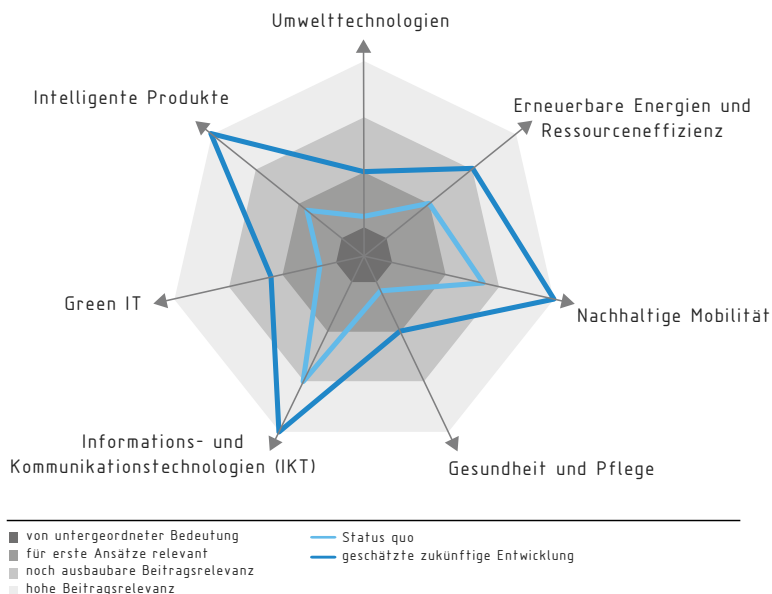 Umwelttechnologien
Intelligente Produkte
Erneuerbare Energien und
Ressourceneffizienz
Green IT
Nachhaltige Mobilität
Informations- und
Kommunikationstechnologien (IKT)
Gesundheit und Pflege
von untergeordneter Bedeutung
für erste Ansätze relevant
noch ausbaubare Beitragsrelevanz
hohe Beitragsrelevanz
Status quo
geschätzte zukünftige Entwicklung